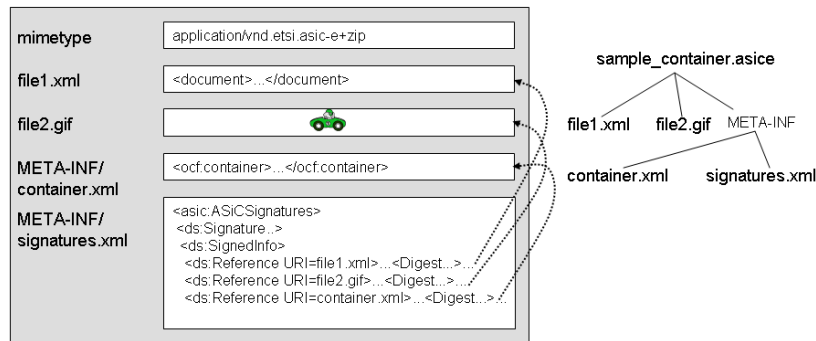 mimetype
application/vnd.etsi.asic-e+zip
file1.xml
<document>...</document>
file2.gif
META-INF/
container.xml
<ocf:container>...</ocf:container>
META-INF/
signatures.xml
<asic:ASiCSignatures>
<ds:Signature..>
<ds:SignedInfo>
<ds:Reference URI=file1.xml>...<Digest...>...
<ds:Reference URI=file2.gif>...<Digest...>...
<ds:Reference URI=container.xml>...<Digest...>...
sample_container.asice
file1.xml
file2.gif
META-INF
container.xml
signatures.xml